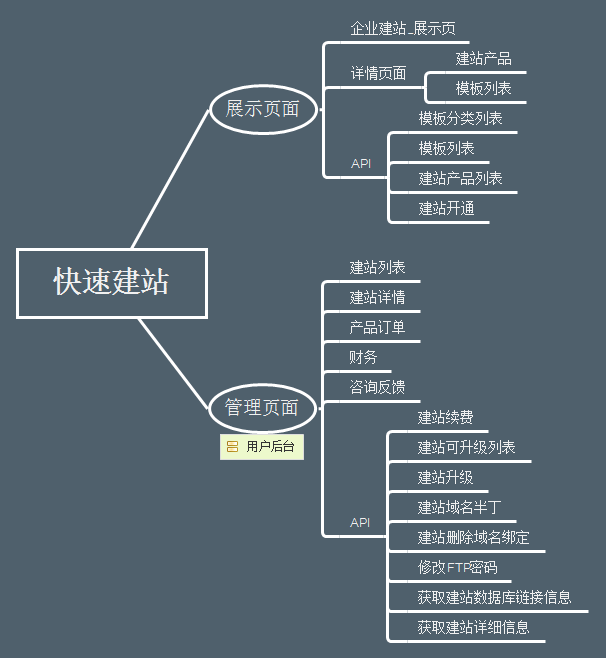 快速建站
展示页面
企业建站_展示页
详情页面
建站产品
模板列表
API
模板分类列表
模板列表
建站产品列表
建站开通
管理页面
用户后台
建站列表
建站详情
产品订单
财务
咨询反馈
API
建站续费
建站可升级列表
建站升级
建站域名半丁
建站删除域名绑定
修改FTP密码
获取建站数据库链接信息
获取建站详细信息